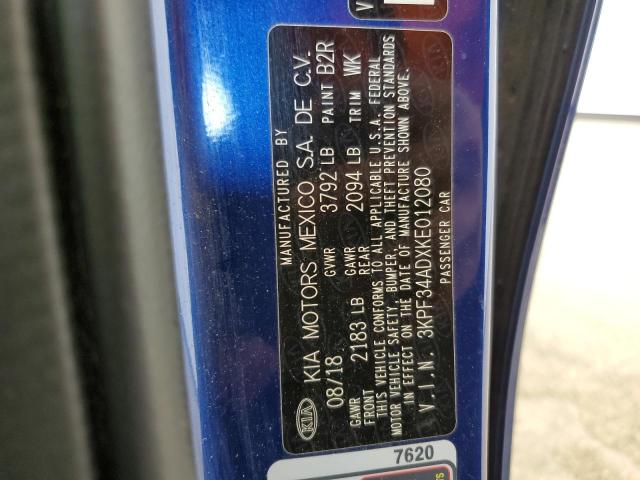 V
MANUFACTURED BY
KIA KIA MOTORS MEXICO S.A. DE C.V.
08/18 GVWR 3792 LB PAINT B2R
GAWR FRONT 2183 LB GAWR REAR 2094 LB TRIM WK
THIS VEHICLE CONFORMS TO ALL APPLICABLE U.S.A. FEDERAL
MOTOR VEHICLE SAFETY, BUMPER, AND THEFT PREVENTION STANDARDS
IN EFFECT ON THE DATE OF MANUFACTURE SHOWN ABOVE.
V.I.N. 3KPF34ADXKE012080
PASSENGER CAR
7620